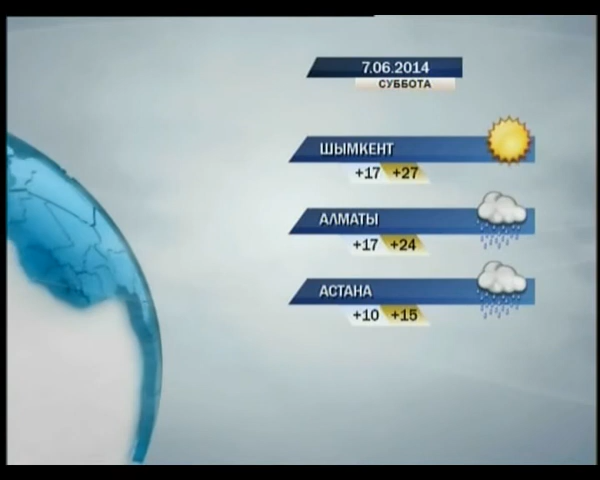 7.06.2014
СУББОТА
ШЫМКЕНТ
+17 +27
АЛМАТЫ
+17 +24
АСТАНА
+10 +15